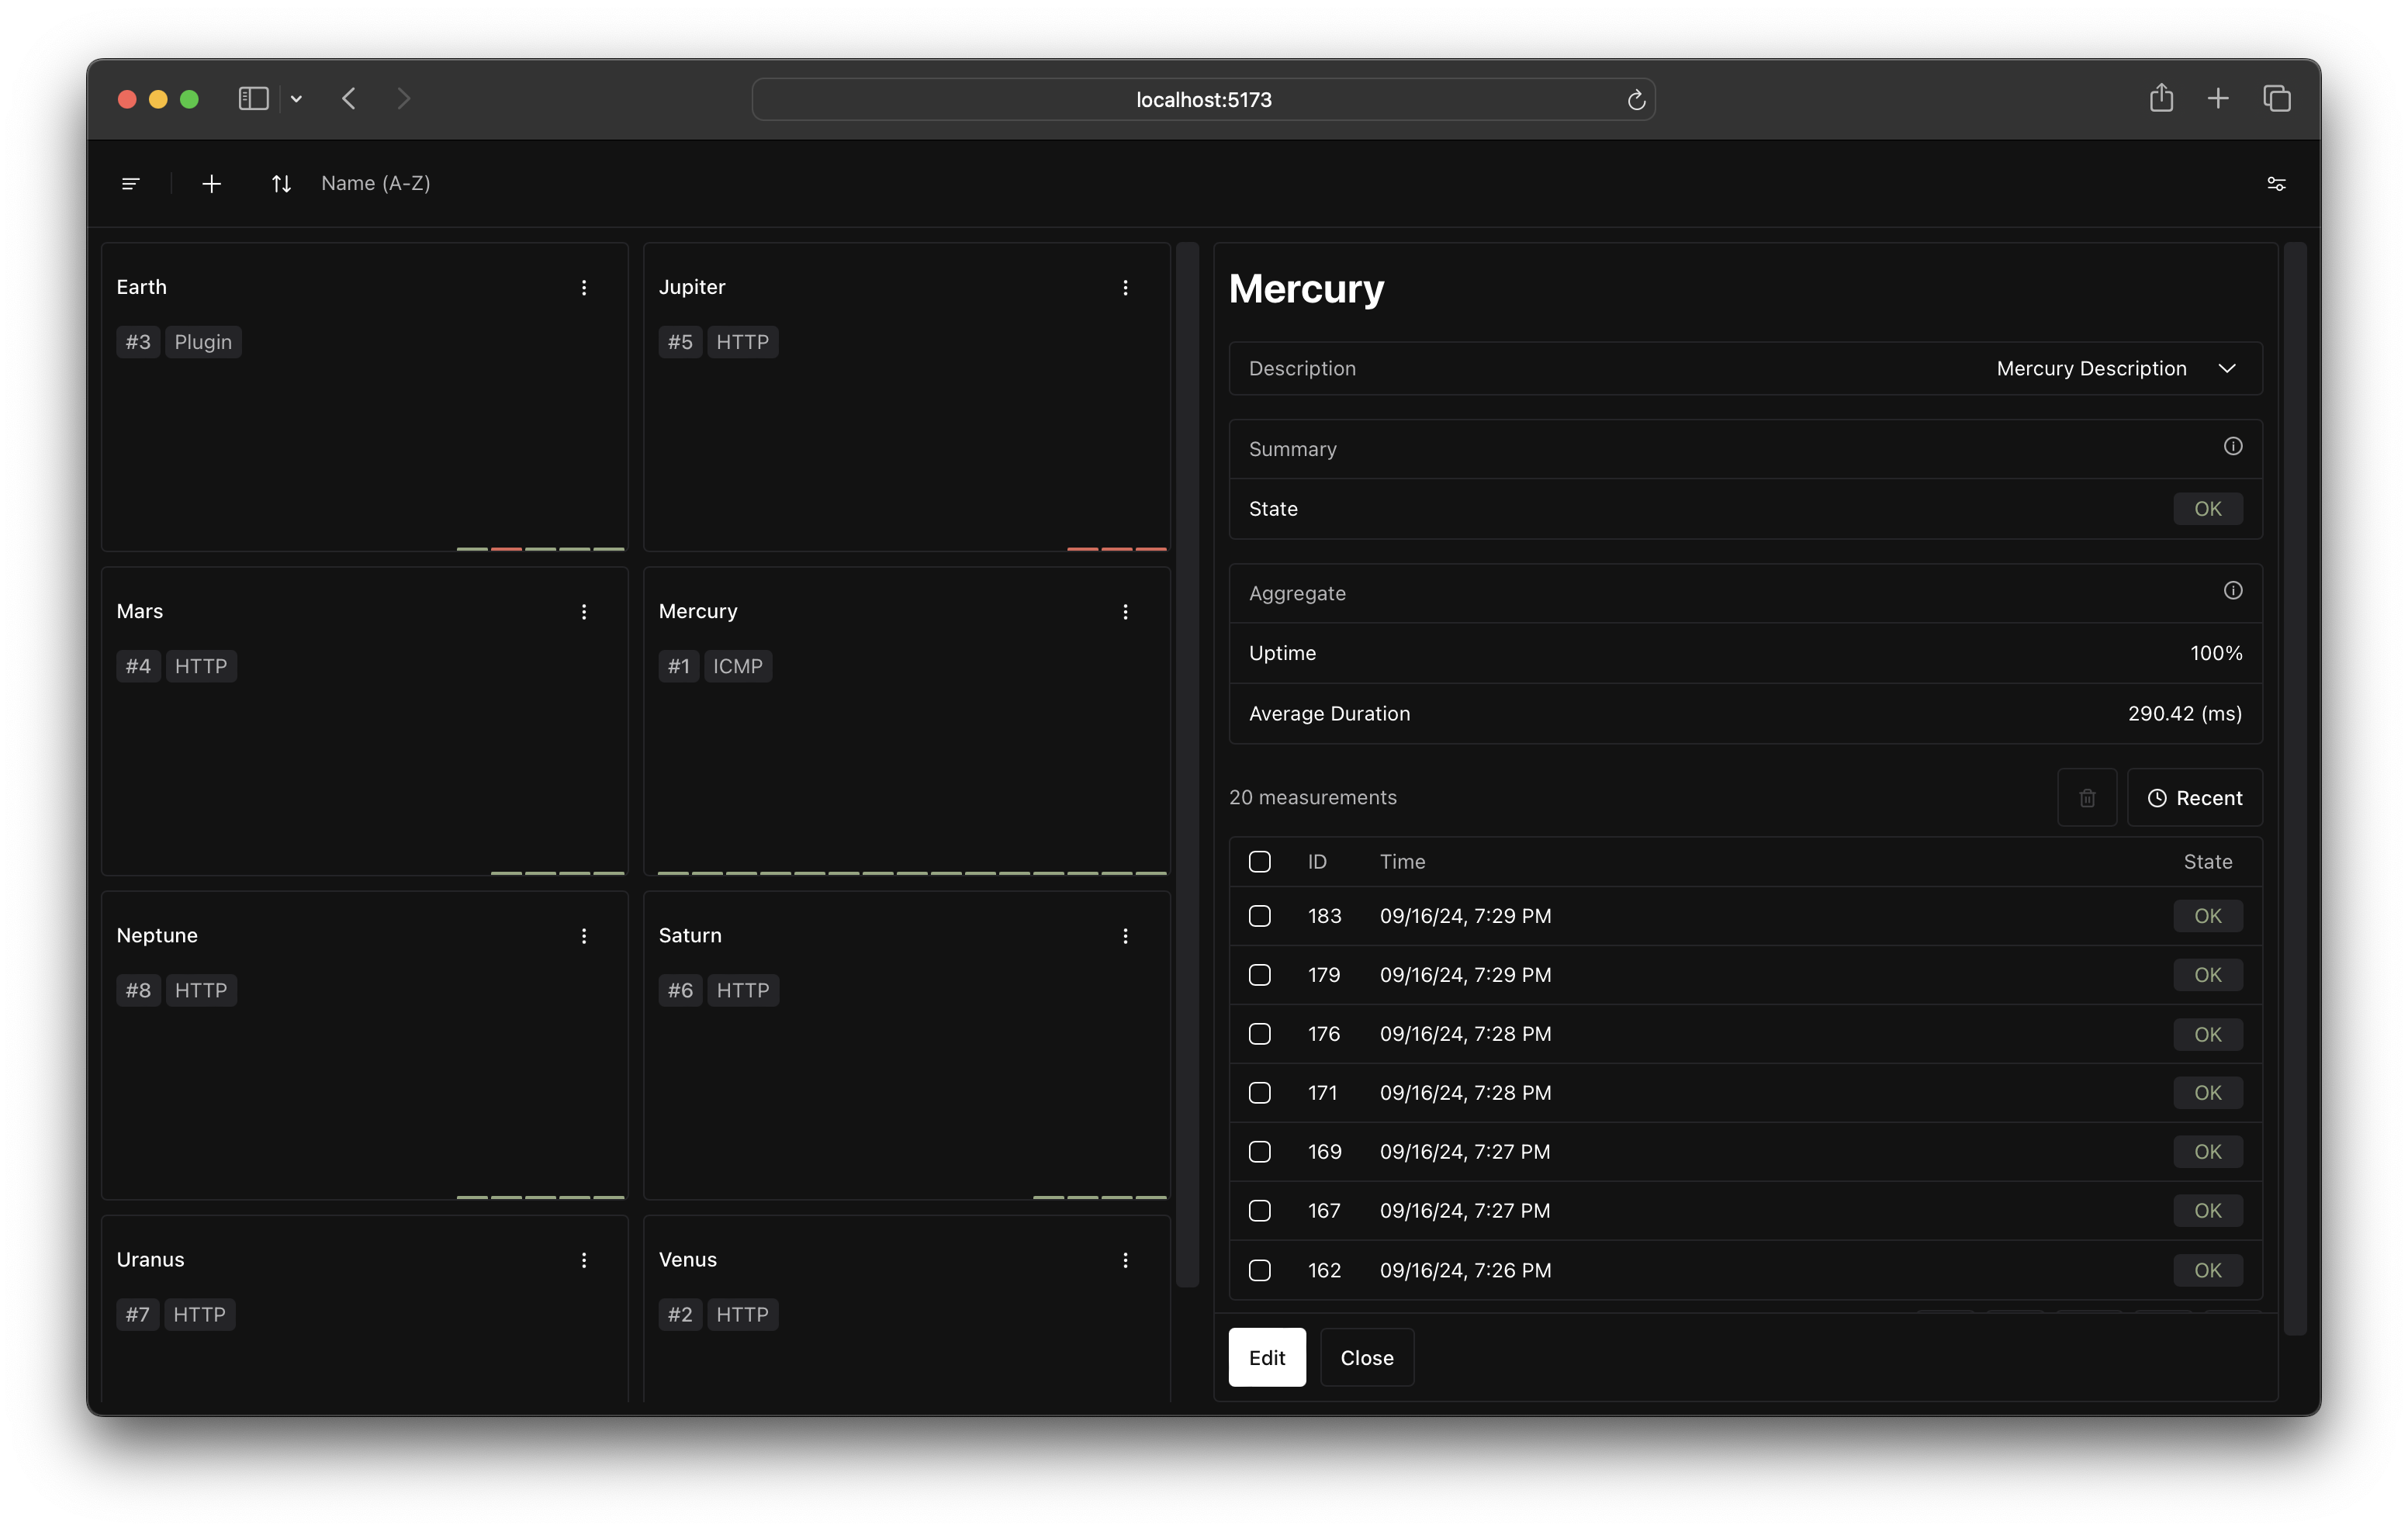 localhost:5173
Name (A-Z)
Earth
#3 Plugin
Jupiter
#5 HTTP
Mars
#4 HTTP
Mercury
#1 ICMP
Neptune
#8 HTTP
Saturn
#6 HTTP
Uranus
#7 HTTP
Venus
#2 HTTP
Mercury
Description Mercury Description
Summary
State OK
Aggregate
Uptime 100%
Average Duration 290.42 (ms)
20 measurements Recent
ID Time State
183 09/16/24, 7:29 PM OK
179 09/16/24, 7:29 PM OK
176 09/16/24, 7:28 PM OK
171 09/16/24, 7:28 PM OK
169 09/16/24, 7:27 PM OK
167 09/16/24, 7:27 PM OK
162 09/16/24, 7:26 PM OK
Edit Close